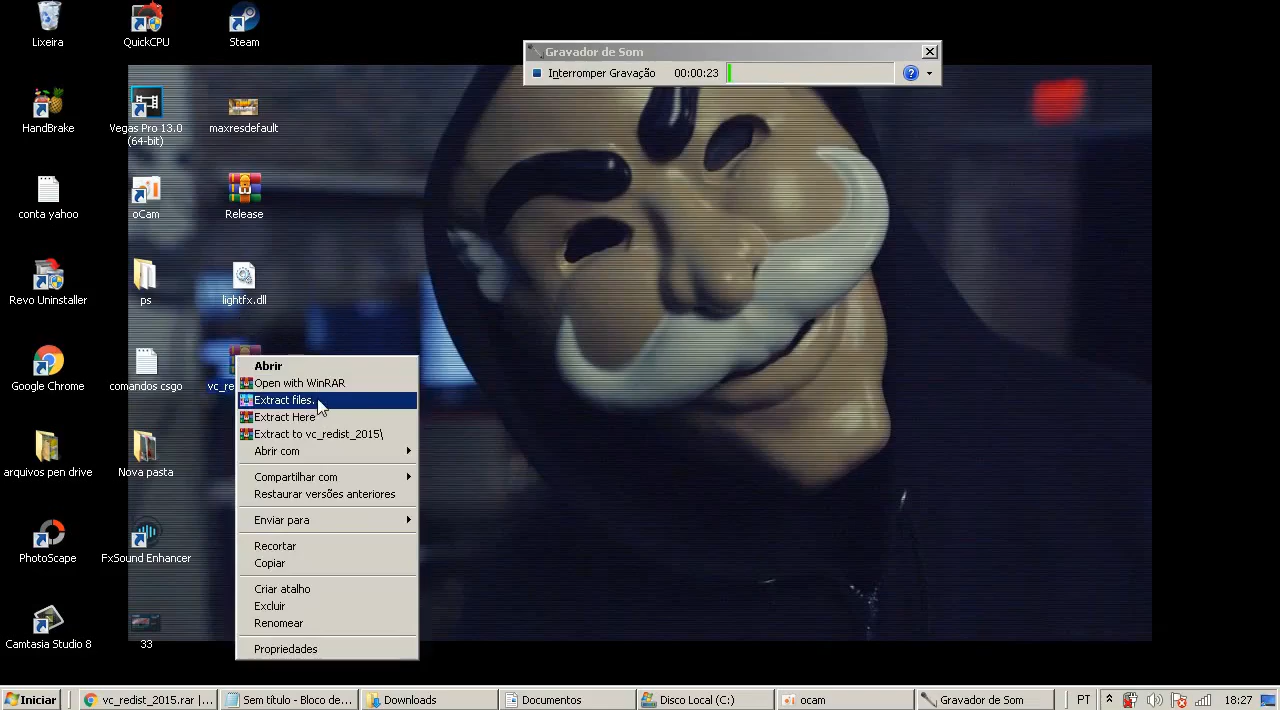 Lixeira
QuickCPU
Steam
Gravador de Som
Interromper Gravação
00:00:23
HandBrake
Vegas Pro 13.0
(64-bit)
maxresdefault
conta yahoo
oCam
Release
Revo Uninstaller
ps
lightfx.dll
Google Chrome
comandos csgo
vc_re
Abrir
Open with WinRAR
Extract files.
Extract Here
Extract to vc_redist_2015\
Abrir com
Compartilhar com
Restaurar versões anteriores
Enviar para
Recortar
Copiar
Criar atalho
Excluir
Renomear
Propriedades
arquivos pen drive
Nova pasta
PhotoScape
FxSound Enhancer
Camtasia Studio 8
33
Iniciar
vc_redist_2015.rar |...
Sem título - Bloco de...
Downloads
Documentos
Disco Local (C:)
ocam
Gravador de Som
PT
18:27